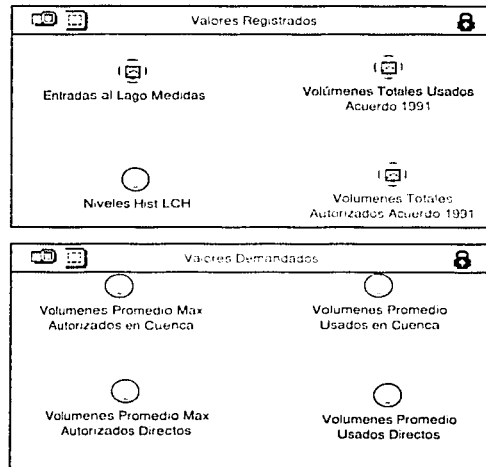 Valores Registrados
Entradas al Lago Medidas
Volúmenes Totales Usados
Acuerdo 1991
Niveles Hist LCH
Volumenes Totales
Autorizados Acuerdo 1991
Valores Demandados
Volumenes Promedio Max
Autorizados en Cuenca
Volumenes Promedio
Usados en Cuenca
Volumenes Promedio Max
Autorizados Directos
Volumenes Promedio
Usados Directos